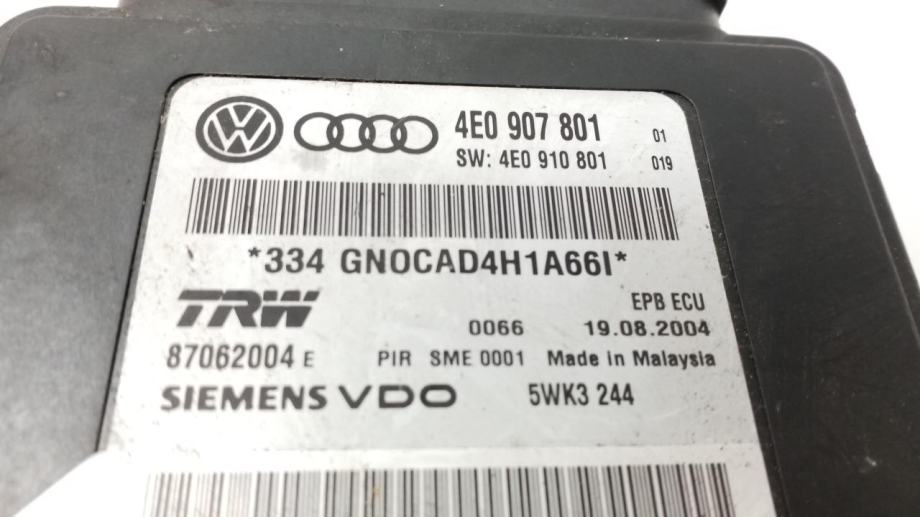 4E0 907 801 01
SW: 4E0 910 801 019
*334 GNOCAD4H1A66I*
TRW EPB ECU
0066 19.08.2004
87062004 E PIR SME 0001 Made in Malaysia
SIEMENS VDO 5WK3 244